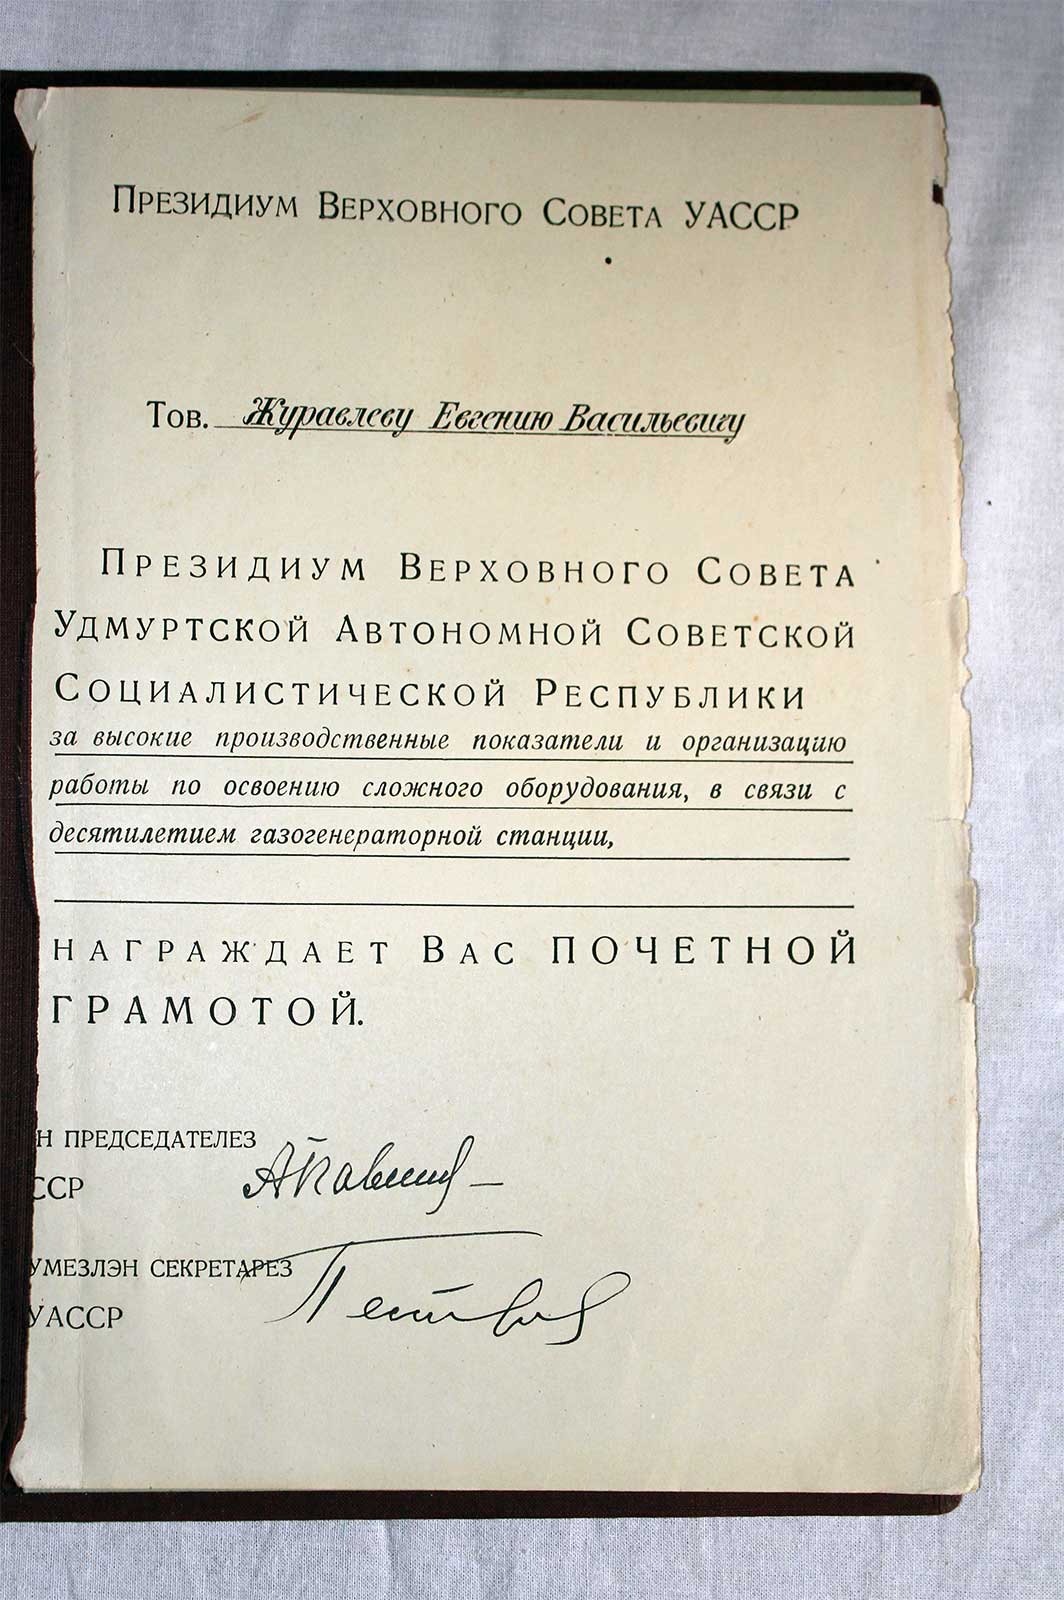 Президиум Верховного Совета УАССР
Тов. Журавлеву Евгению Васильевичу
Президиум Верховного Совета
Удмуртской Автономной Советской
Социалистической Республики
за высокие производственные показатели и организацию
работы по освоению сложного оборудования, в связи с
десятилетием газогенераторной станции,
награждает Вас ПОЧЕТНОЙ
ГРАМОТОЙ.
Н ПРЕДСЕДАТЕЛЕЗ
ССР
УМЕЗЛЭН СЕКРЕТАРЕЗ
УАССР